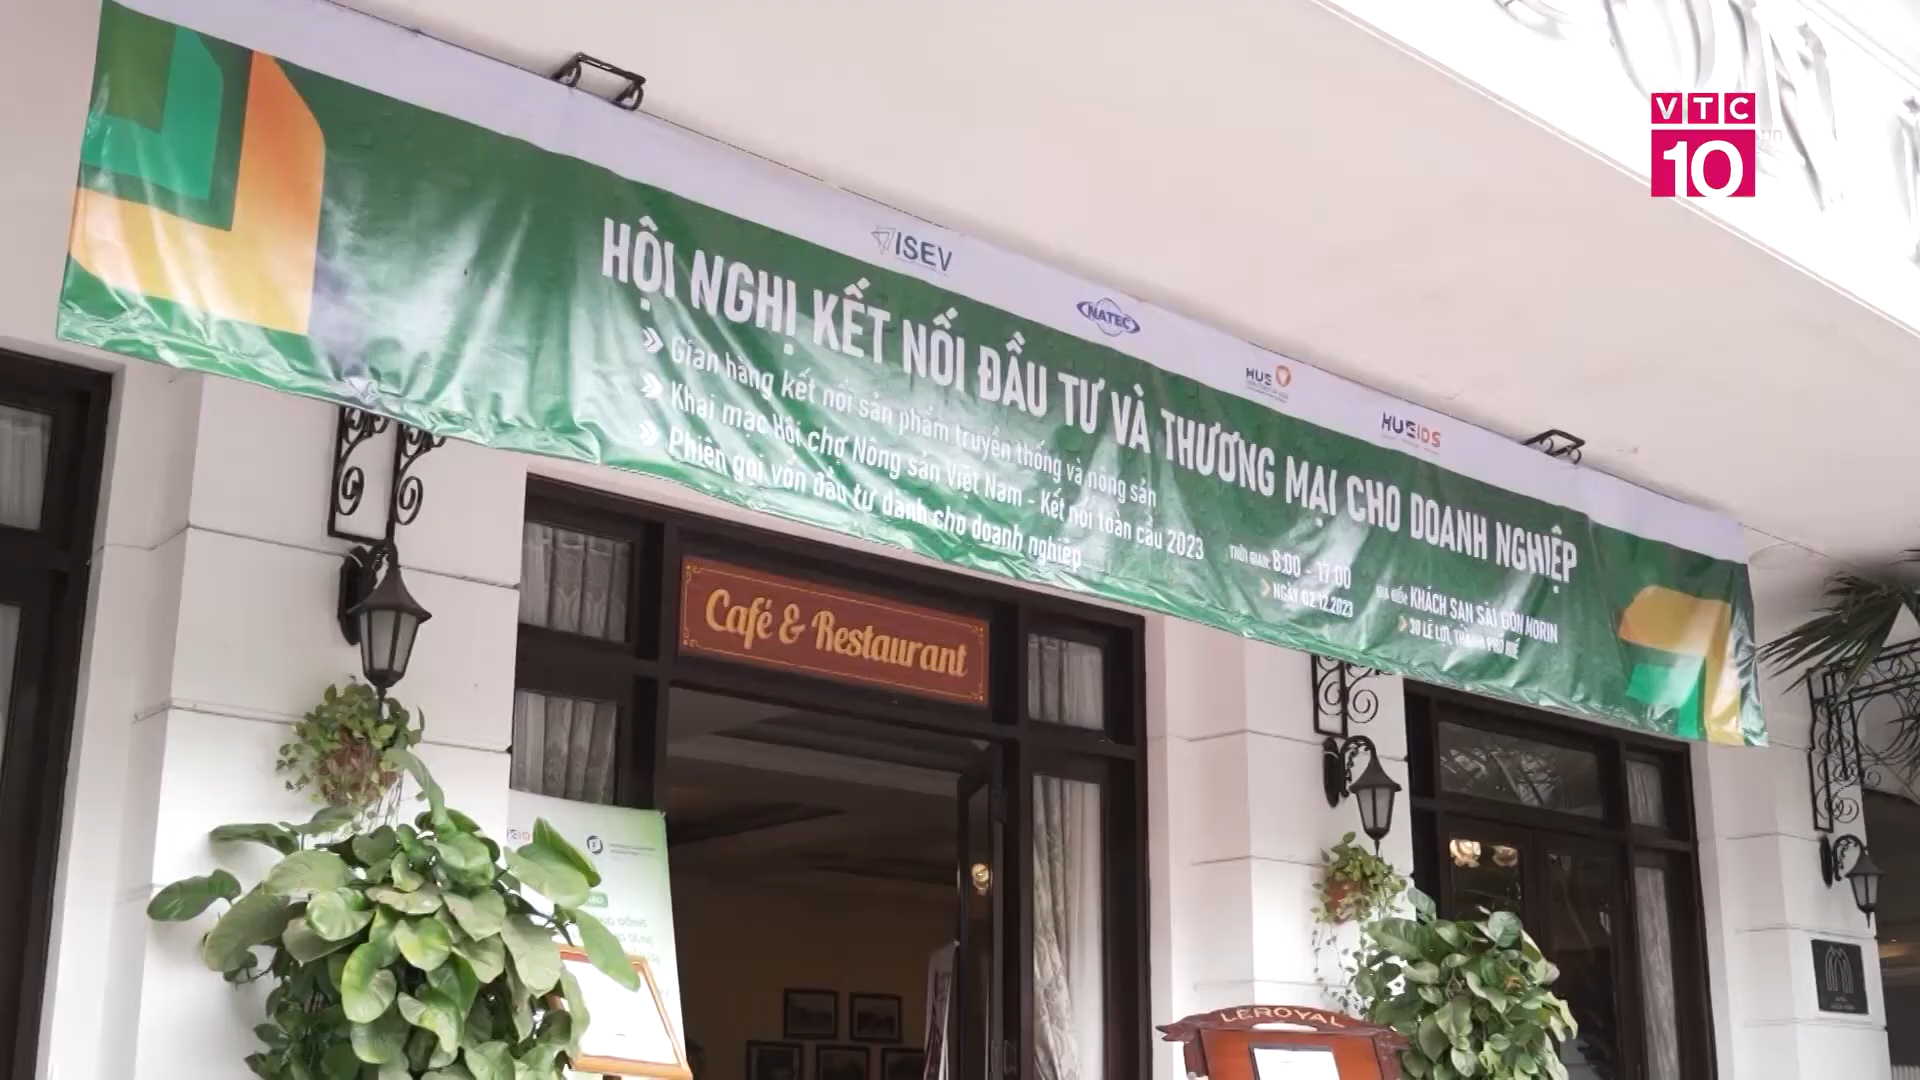 VTC
10
ISEV
NATEC
HUE
HUEIDS
HỘI NGHỊ KẾT NỐI ĐẦU TƯ VÀ THƯƠNG MẠI CHO DOANH NGHIỆP
Gian hàng kết nối sản phẩm truyền thống và nông sản
Khai mạc Hội chợ Nông sản Việt Nam - Kết nối toàn cầu 2023
Phiên gọi vốn đầu tư dành cho doanh nghiệp
THỜI GIAN: 8:00 - 17:00
NGÀY 02.12.2023
ĐỊA ĐIỂM: KHÁCH SẠN SÀI GÒN MORIN
30 LÊ LỢI, THÀNH PHỐ HUẾ
Café & Restaurant
LEROYAL